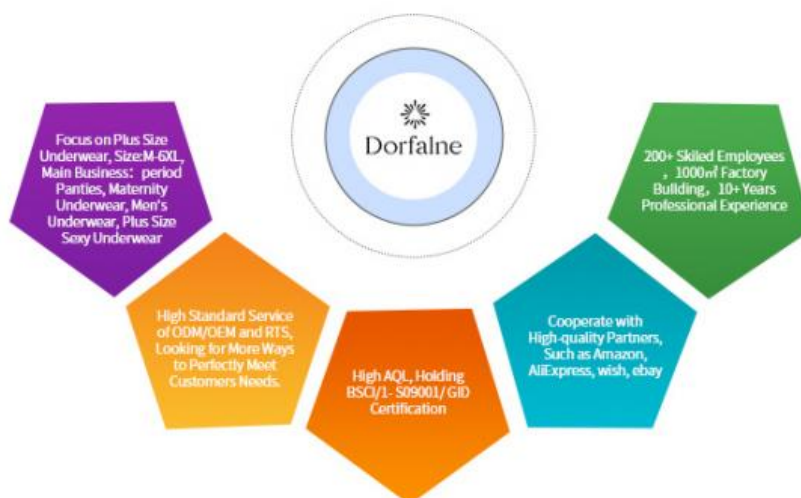 Dorfalne
Focus on Plus Size
Underwear, Size:M-6XL,
Main Business：period
Panties, Maternity
Underwear, Men's
Underwear, Plus Size
Sexy Underwear
High Standard Service
of ODM/OEM and RTS,
Looking for More Ways
to Perfectly Meet
Customers Needs.
High AQL, Holding
BSCI/1- S09001/ GID
Certification
Cooperate with
High-quality Partners,
Such as Amazon,
AliExpress, wish, ebay
200+ Skiled Employees
，1000㎡ Factory
Building，10+ Years
Professional Experience